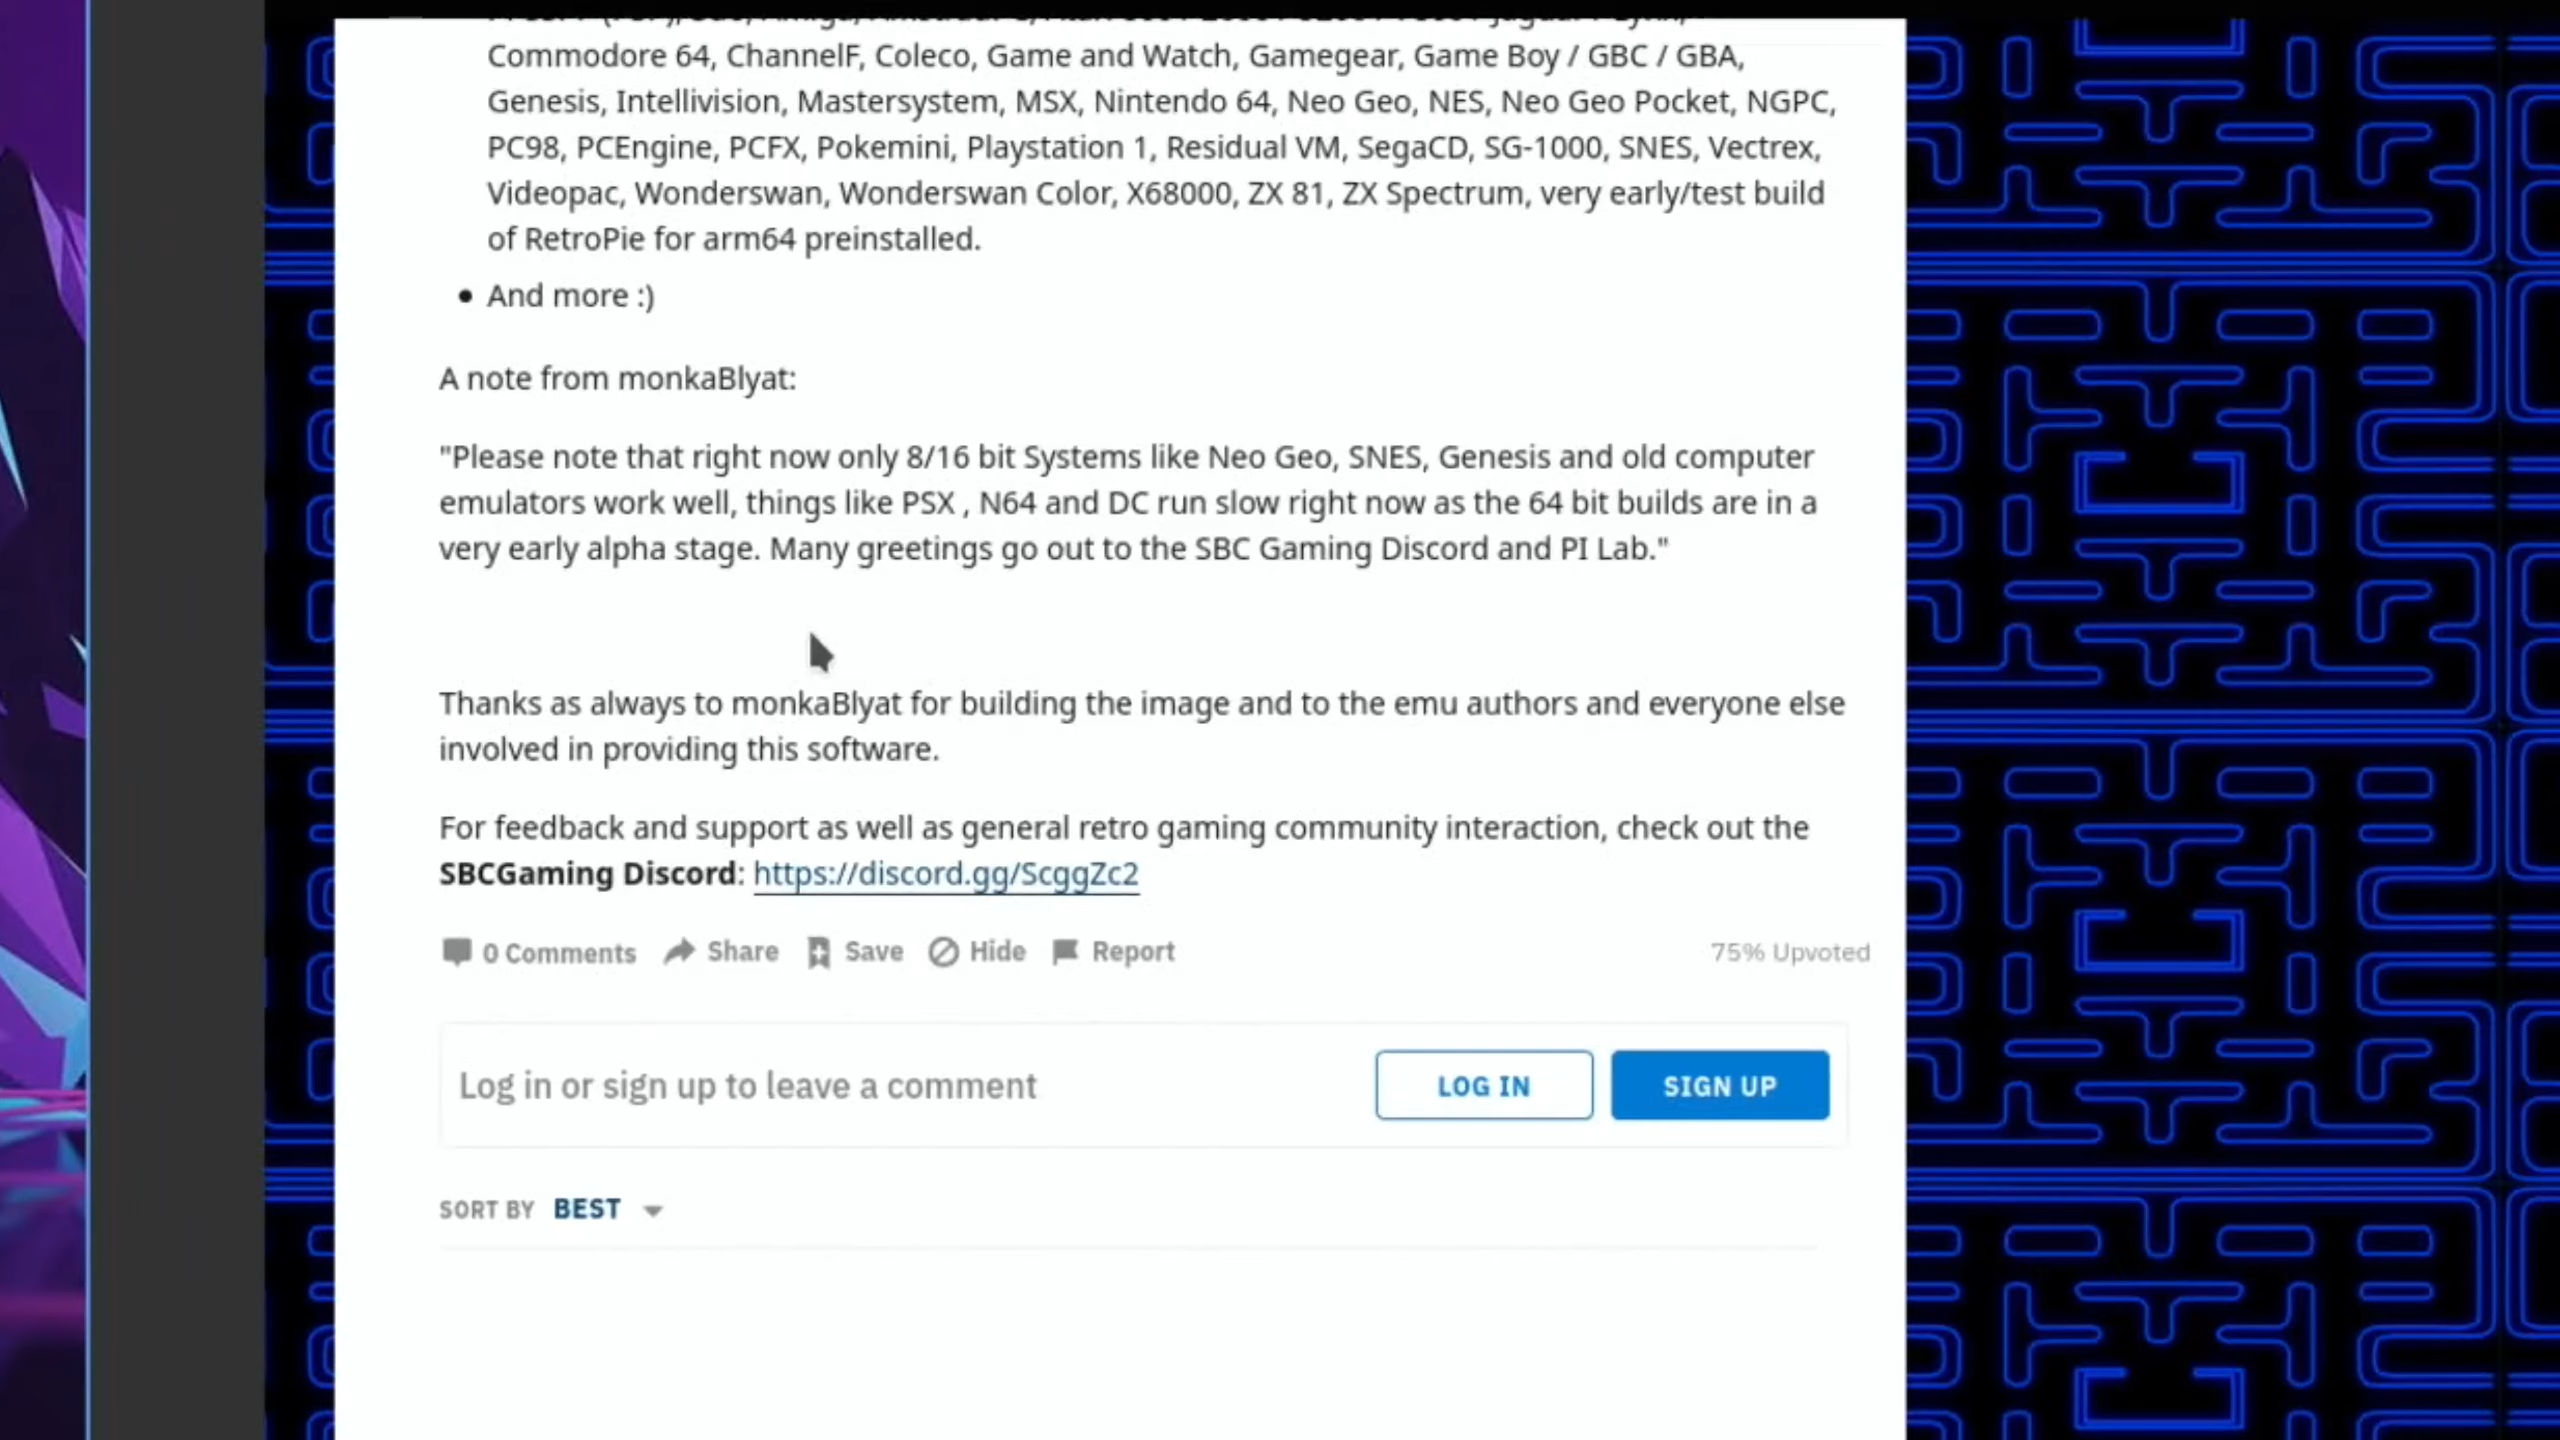 Commodore 64, ChannelF, Coleco, Game and Watch, Gamegear, Game Boy / GBC / GBA,
Genesis, Intellivision, Mastersystem, MSX, Nintendo 64, Neo Geo, NES, Neo Geo Pocket, NGPC,
PC98, PCEngine, PCFX, Pokemini, Playstation 1, Residual VM, SegaCD, SG-1000, SNES, Vectrex,
Videopac, Wonderswan, Wonderswan Color, X68000, ZX 81, ZX Spectrum, very early/test build
of RetroPie for arm64 preinstalled.
• And more :)
A note from monkaBlyat:
"Please note that right now only 8/16 bit Systems like Neo Geo, SNES, Genesis and old computer
emulators work well, things like PSX , N64 and DC run slow right now as the 64 bit builds are in a
very early alpha stage. Many greetings go out to the SBC Gaming Discord and PI Lab."
Thanks as always to monkaBlyat for building the image and to the emu authors and everyone else
involved in providing this software.
For feedback and support as well as general retro gaming community interaction, check out the
SBCGaming Discord: https://discord.gg/ScggZc2
0 Comments Share Save Hide Report 75% Upvoted
Log in or sign up to leave a comment LOG IN SIGN UP
SORT BY BEST